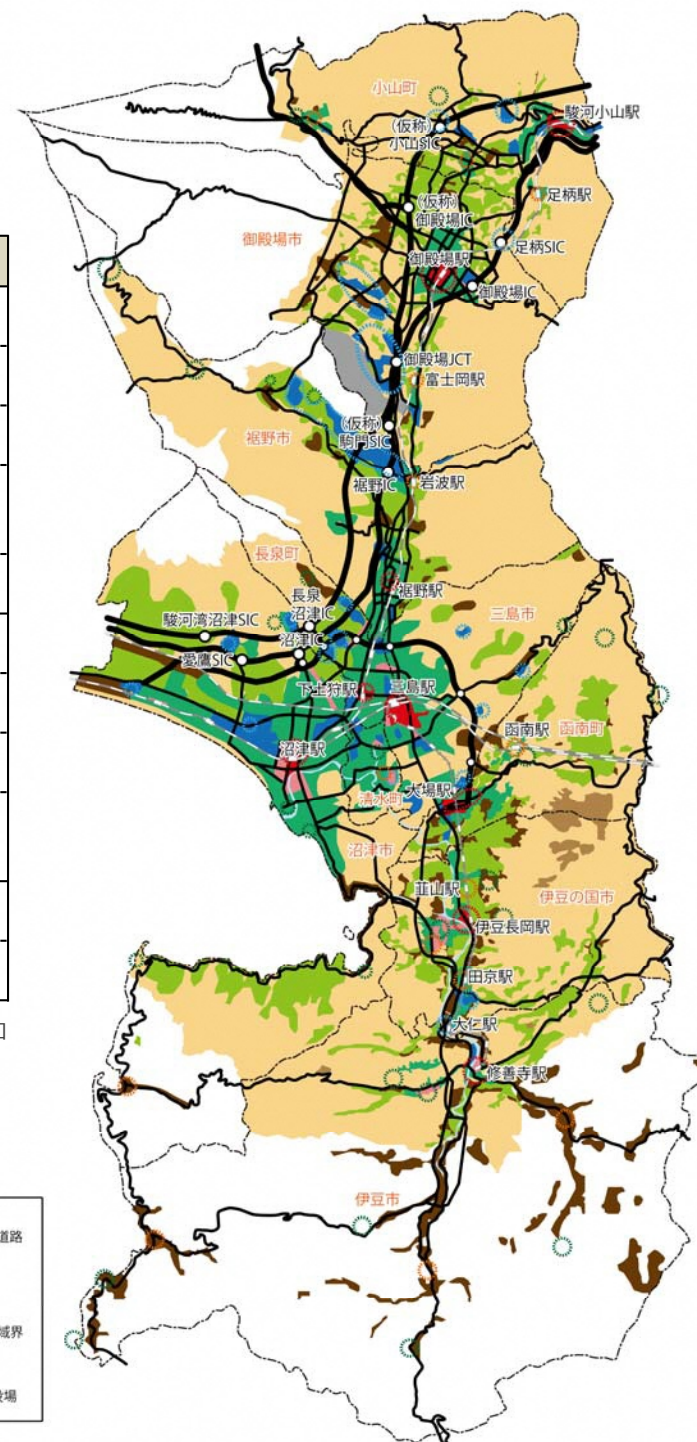 小山町
駿河小山駅
(仮称)
小山SIC
足柄駅
(仮称)
御殿場IC
御殿場市
御殿場駅
足柄SIC
御殿場IC
御殿場JCT
富士岡駅
(仮称)
駒門SIC
裾野市
裾野IC
岩波駅
長泉町
裾野駅
長泉
沼津IC
三島市
駿河湾沼津SIC
沼津IC
愛鷹SIC
下土狩駅
三島駅
函南駅
函南町
沼津駅
大場駅
清水町
沼津市
韮山駅
伊豆の国市
伊豆長岡駅
田京駅
大仁駅
修善寺駅
伊豆市
道路
域界
役場